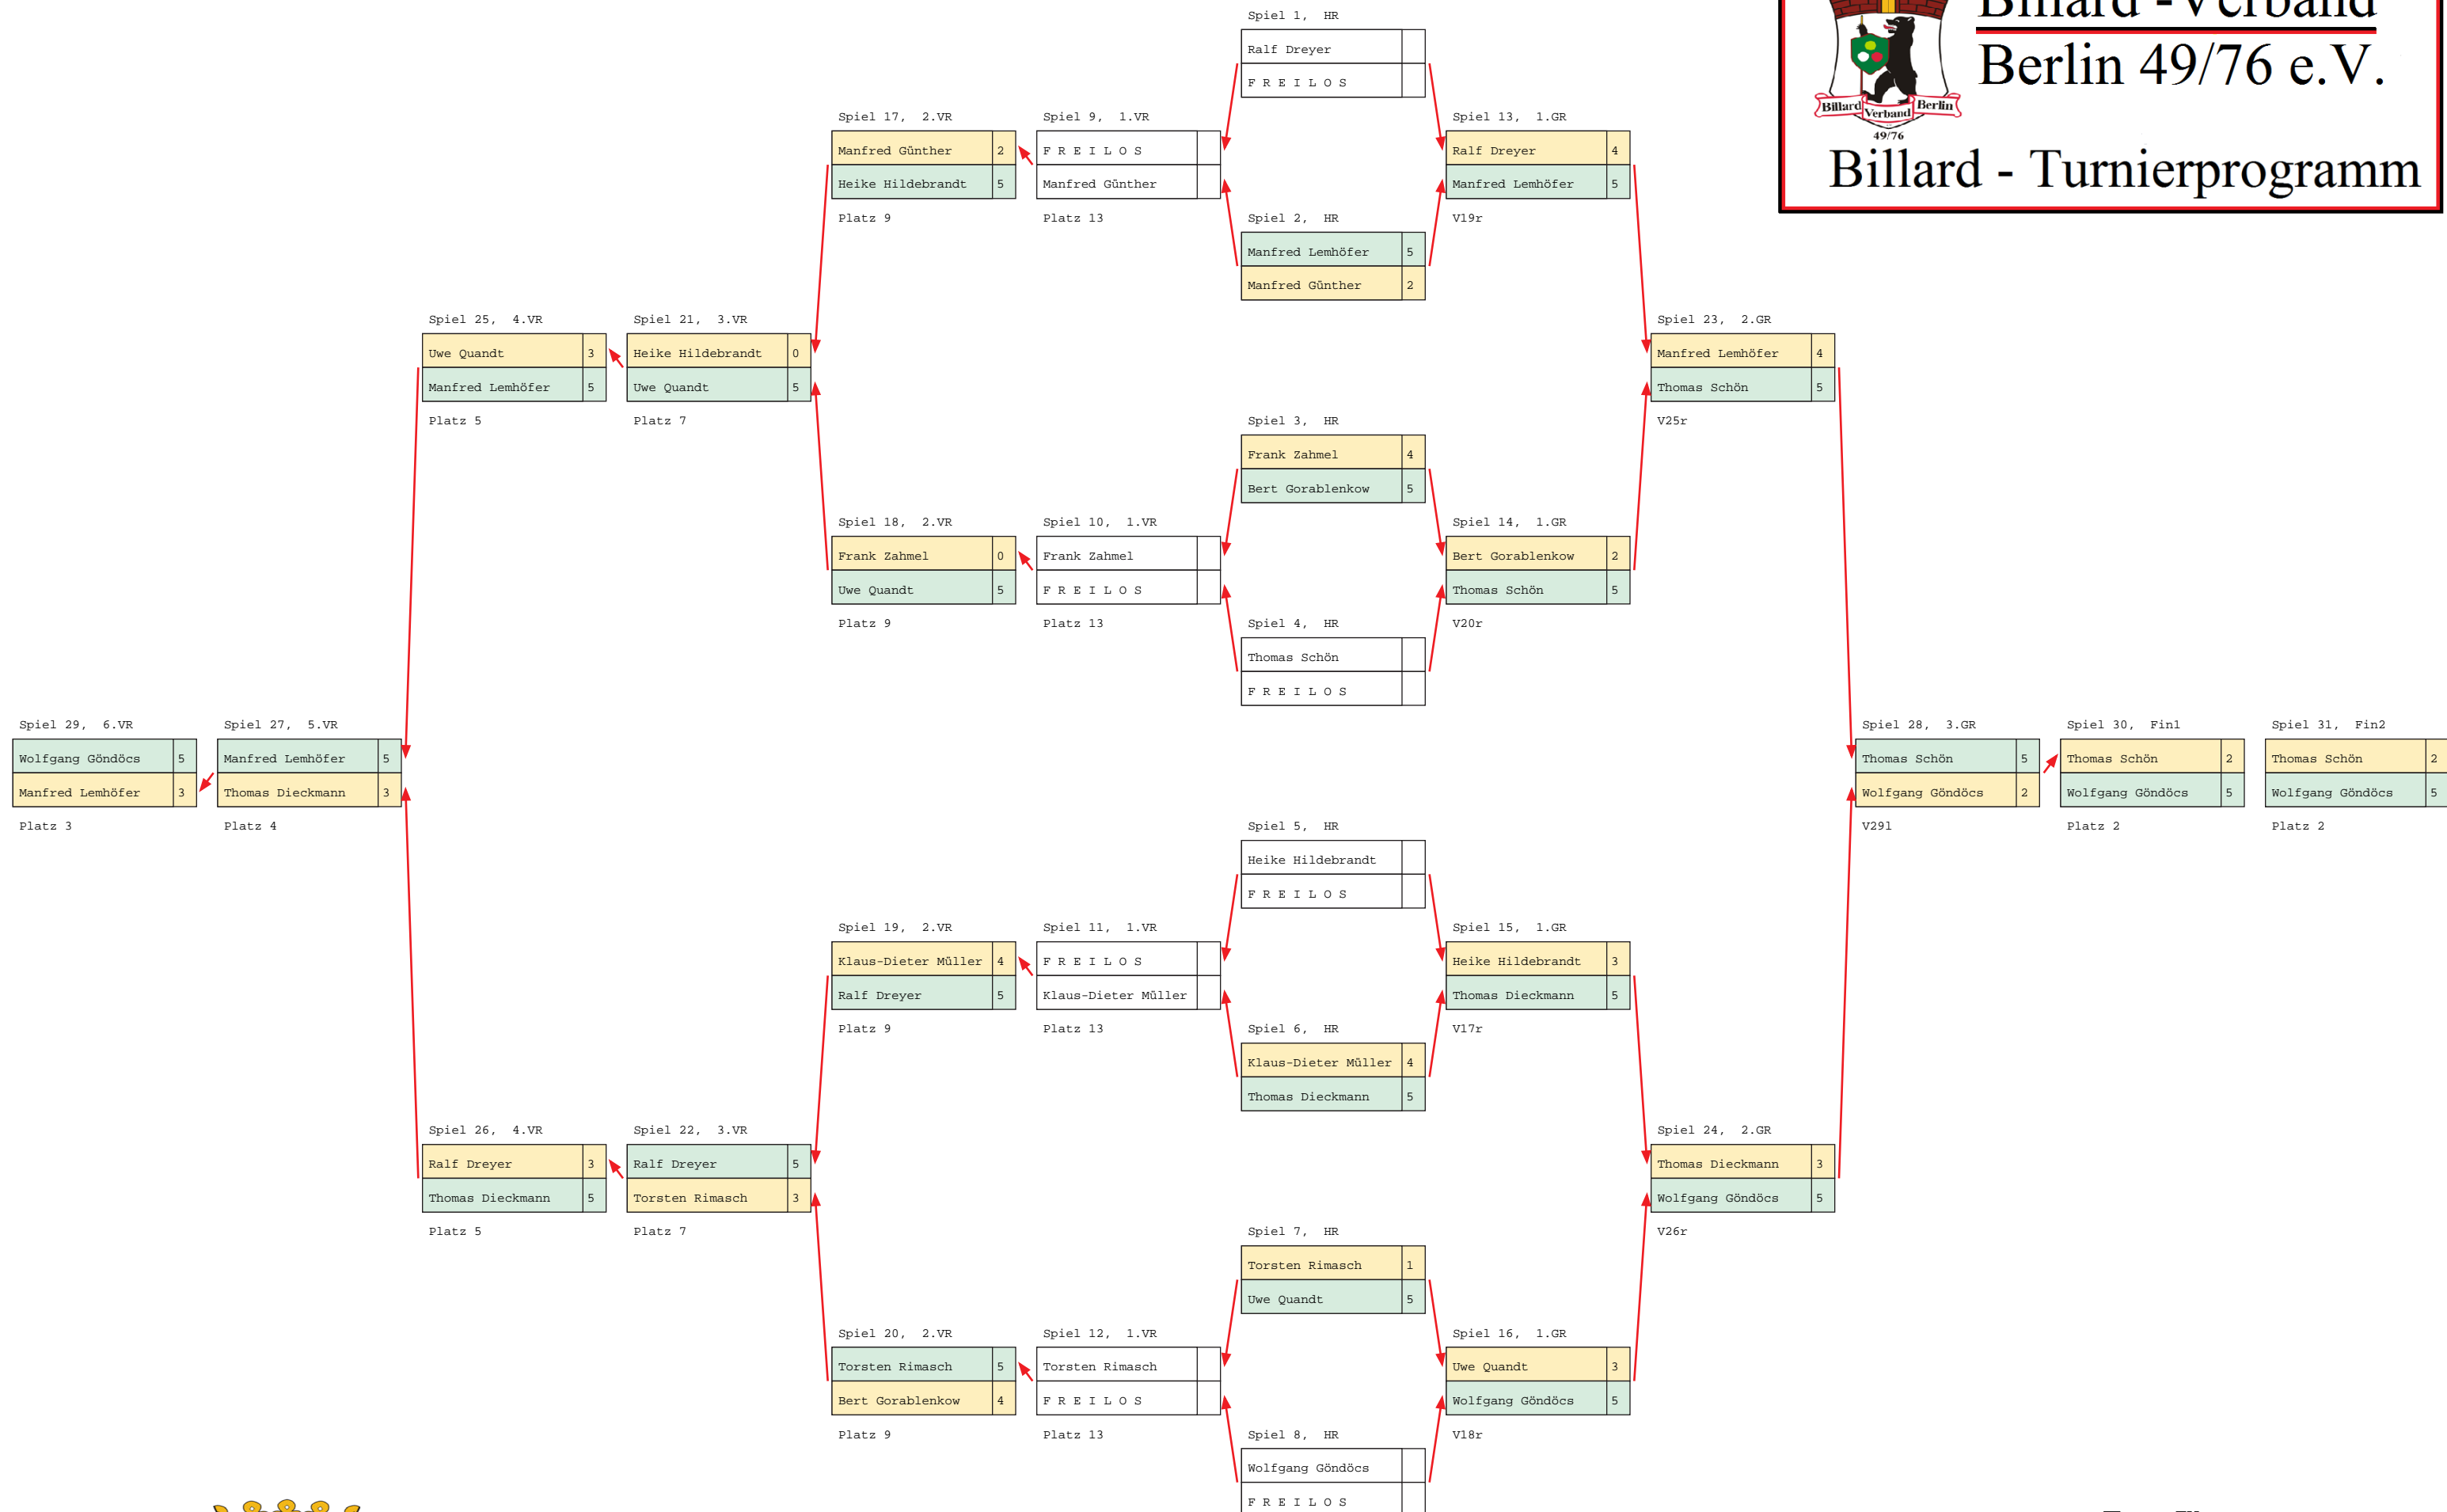 Billard - Verband
Berlin 49/76 e.V.
Billard Verband Berlin
49/76
Billard - Turnierprogramm
Spiel 1, HR
Ralf Dreyer
F R E I L O S
Spiel 17, 2.VR
Manfred Günther 2
Heike Hildebrandt 5
Platz 9
Spiel 9, 1.VR
F R E I L O S
Manfred Günther
Platz 13
Spiel 13, 1.GR
Ralf Dreyer 4
Manfred Lemhöfer 5
V19r
Spiel 2, HR
Manfred Lemhöfer 5
Manfred Günther 2
Spiel 25, 4.VR
Uwe Quandt 3
Manfred Lemhöfer 5
Platz 5
Spiel 21, 3.VR
Heike Hildebrandt 0
Uwe Quandt 5
Platz 7
Spiel 23, 2.GR
Manfred Lemhöfer 4
Thomas Schön 5
V25r
Spiel 3, HR
Frank Zahmel 4
Bert Gorablenkow 5
Spiel 18, 2.VR
Frank Zahmel 0
Uwe Quandt 5
Platz 9
Spiel 10, 1.VR
Frank Zahmel
F R E I L O S
Platz 13
Spiel 14, 1.GR
Bert Gorablenkow 2
Thomas Schön 5
V20r
Spiel 4, HR
Thomas Schön
F R E I L O S
Spiel 29, 6.VR
Wolfgang Göndöcs 5
Manfred Lemhöfer 3
Platz 3
Spiel 27, 5.VR
Manfred Lemhöfer 5
Thomas Dieckmann 3
Platz 4
Spiel 28, 3.GR
Thomas Schön 5
Wolfgang Göndöcs 2
V29l
Spiel 30, Fin1
Thomas Schön 2
Wolfgang Göndöcs 5
Platz 2
Spiel 31, Fin2
Thomas Schön 2
Wolfgang Göndöcs 5
Platz 2
Spiel 5, HR
Heike Hildebrandt
F R E I L O S
Spiel 19, 2.VR
Klaus-Dieter Müller 4
Ralf Dreyer 5
Platz 9
Spiel 11, 1.VR
F R E I L O S
Klaus-Dieter Müller
Platz 13
Spiel 15, 1.GR
Heike Hildebrandt 3
Thomas Dieckmann 5
V17r
Spiel 6, HR
Klaus-Dieter Müller 4
Thomas Dieckmann 5
Spiel 26, 4.VR
Ralf Dreyer 3
Thomas Dieckmann 5
Platz 5
Spiel 22, 3.VR
Ralf Dreyer 5
Torsten Rimasch 3
Platz 7
Spiel 24, 2.GR
Thomas Dieckmann 3
Wolfgang Göndöcs 5
V26r
Spiel 7, HR
Torsten Rimasch 1
Uwe Quandt 5
Spiel 20, 2.VR
Torsten Rimasch 5
Bert Gorablenkow 4
Platz 9
Spiel 12, 1.VR
Torsten Rimasch
F R E I L O S
Platz 13
Spiel 16, 1.GR
Uwe Quandt 3
Wolfgang Göndöcs 5
V18r
Spiel 8, HR
Wolfgang Göndöcs
F R E I L O S